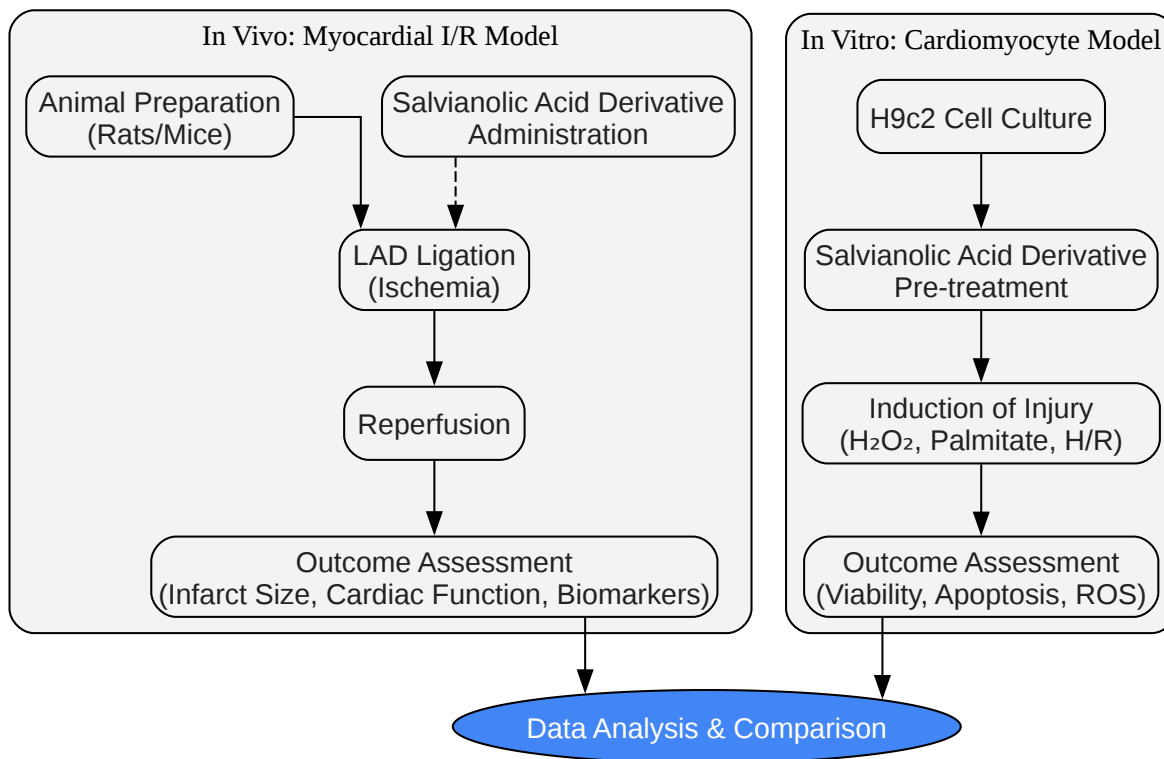 In Vivo: Myocardial I/R Model
Animal Preparation
(Rats/Mice)
Salvianolic Acid Derivative
Administration
LAD Ligation
(Ischemia)
Reperfusion
Outcome Assessment
(Infarct Size, Cardiac Function, Biomarkers)
In Vitro: Cardiomyocyte Model
H9c2 Cell Culture
Salvianolic Acid Derivative
Pre-treatment
Induction of Injury
(H₂O₂, Palmitate, H/R)
Outcome Assessment
(Viability, Apoptosis, ROS)
Data Analysis & Comparison